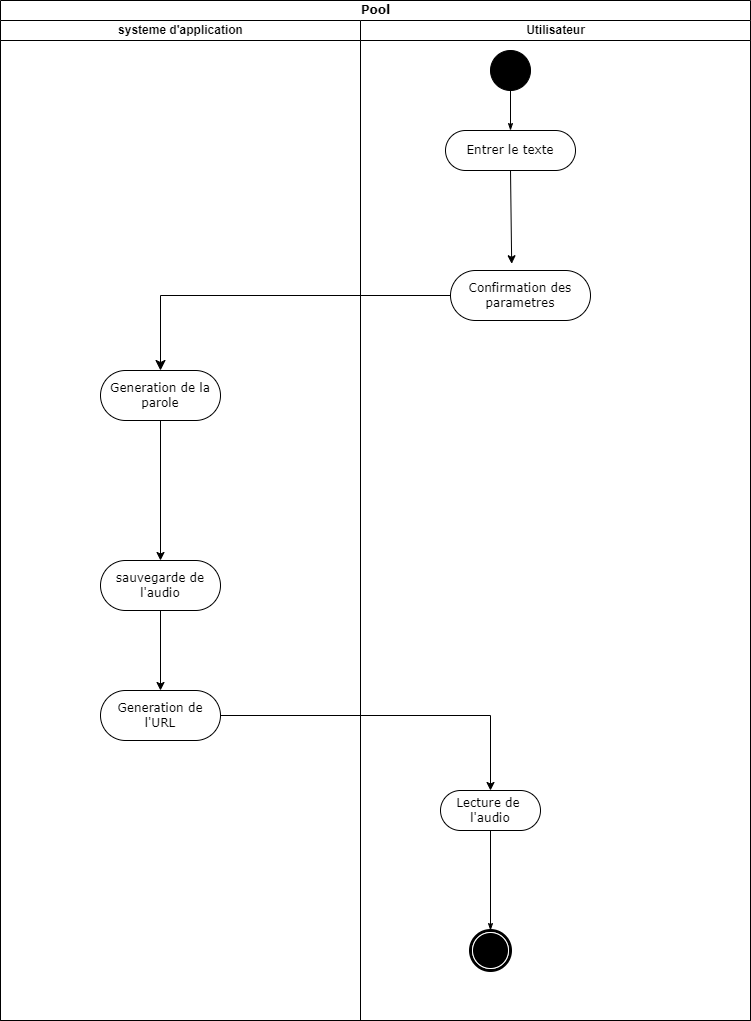 Pool
systeme d'application
Utilisateur
Entrer le texte
Confirmation des
parametres
Generation de la
parole
sauvegarde de
l'audio
Generation de
l'URL
Lecture de
l'audio